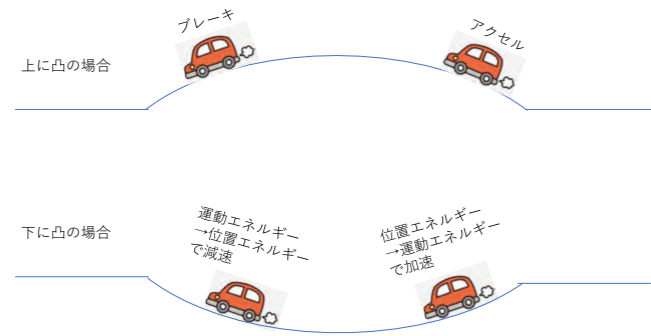 ブレーキ
アクセル
上に凸の場合
運動エネルギー
→位置エネルギー
で減速
位置エネルギー
→運動エネルギー
で加速
下に凸の場合